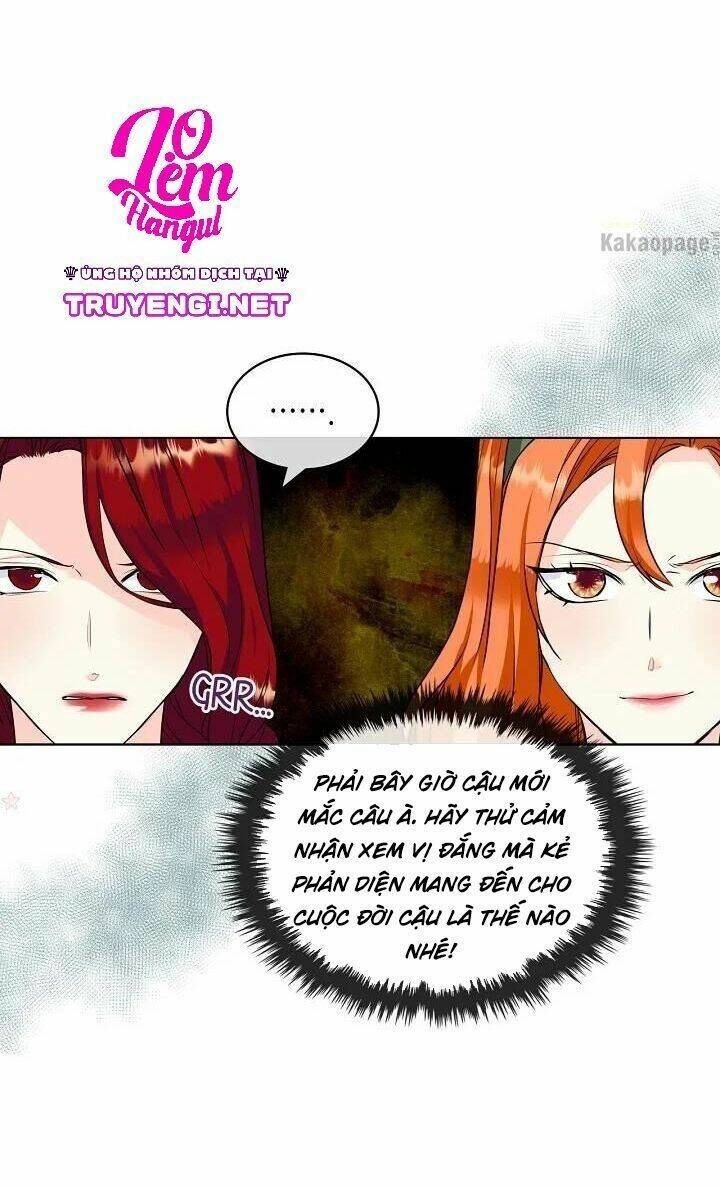 Lo
Lem
Hangul
ỦNG HỘ NHÓM DỊCH TẠI
TRUYENGI.NET
Kakaopage
.......
GRR...
PHẢI BÂY GIỜ CẬU MỚI
MẮC CÂU À. HÃY THỬ CẢM
NHẬN XEM VỊ ĐẮNG MÀ KẺ
PHẢN DIỆN MANG ĐẾN CHO
CUỘC ĐỜI CẬU LÀ THẾ NÀO
NHÉ!